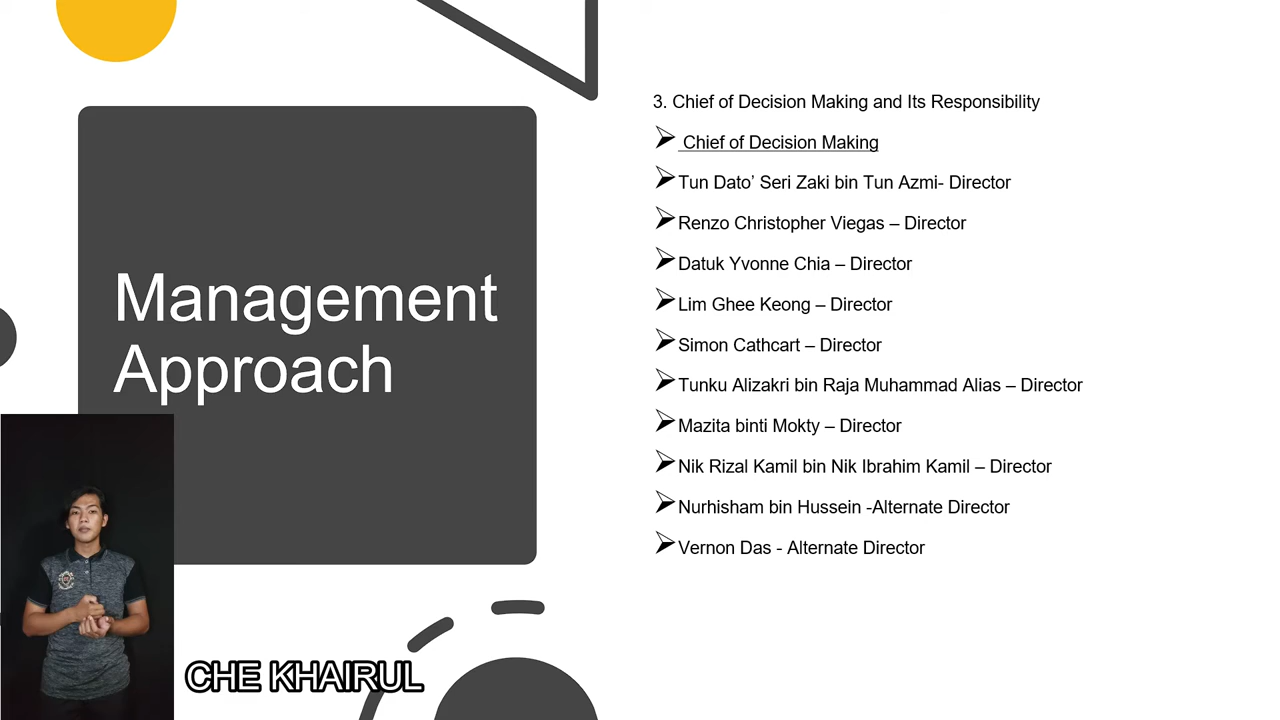 Management
Approach
CHE KHAIRUL
3. Chief of Decision Making and Its Responsibility
Chief of Decision Making
Tun Dato’ Seri Zaki bin Tun Azmi- Director
Renzo Christopher Viegas – Director
Datuk Yvonne Chia – Director
Lim Ghee Keong – Director
Simon Cathcart – Director
Tunku Alizakri bin Raja Muhammad Alias – Director
Mazita binti Mokty – Director
Nik Rizal Kamil bin Nik Ibrahim Kamil – Director
Nurhisham bin Hussein -Alternate Director
Vernon Das - Alternate Director